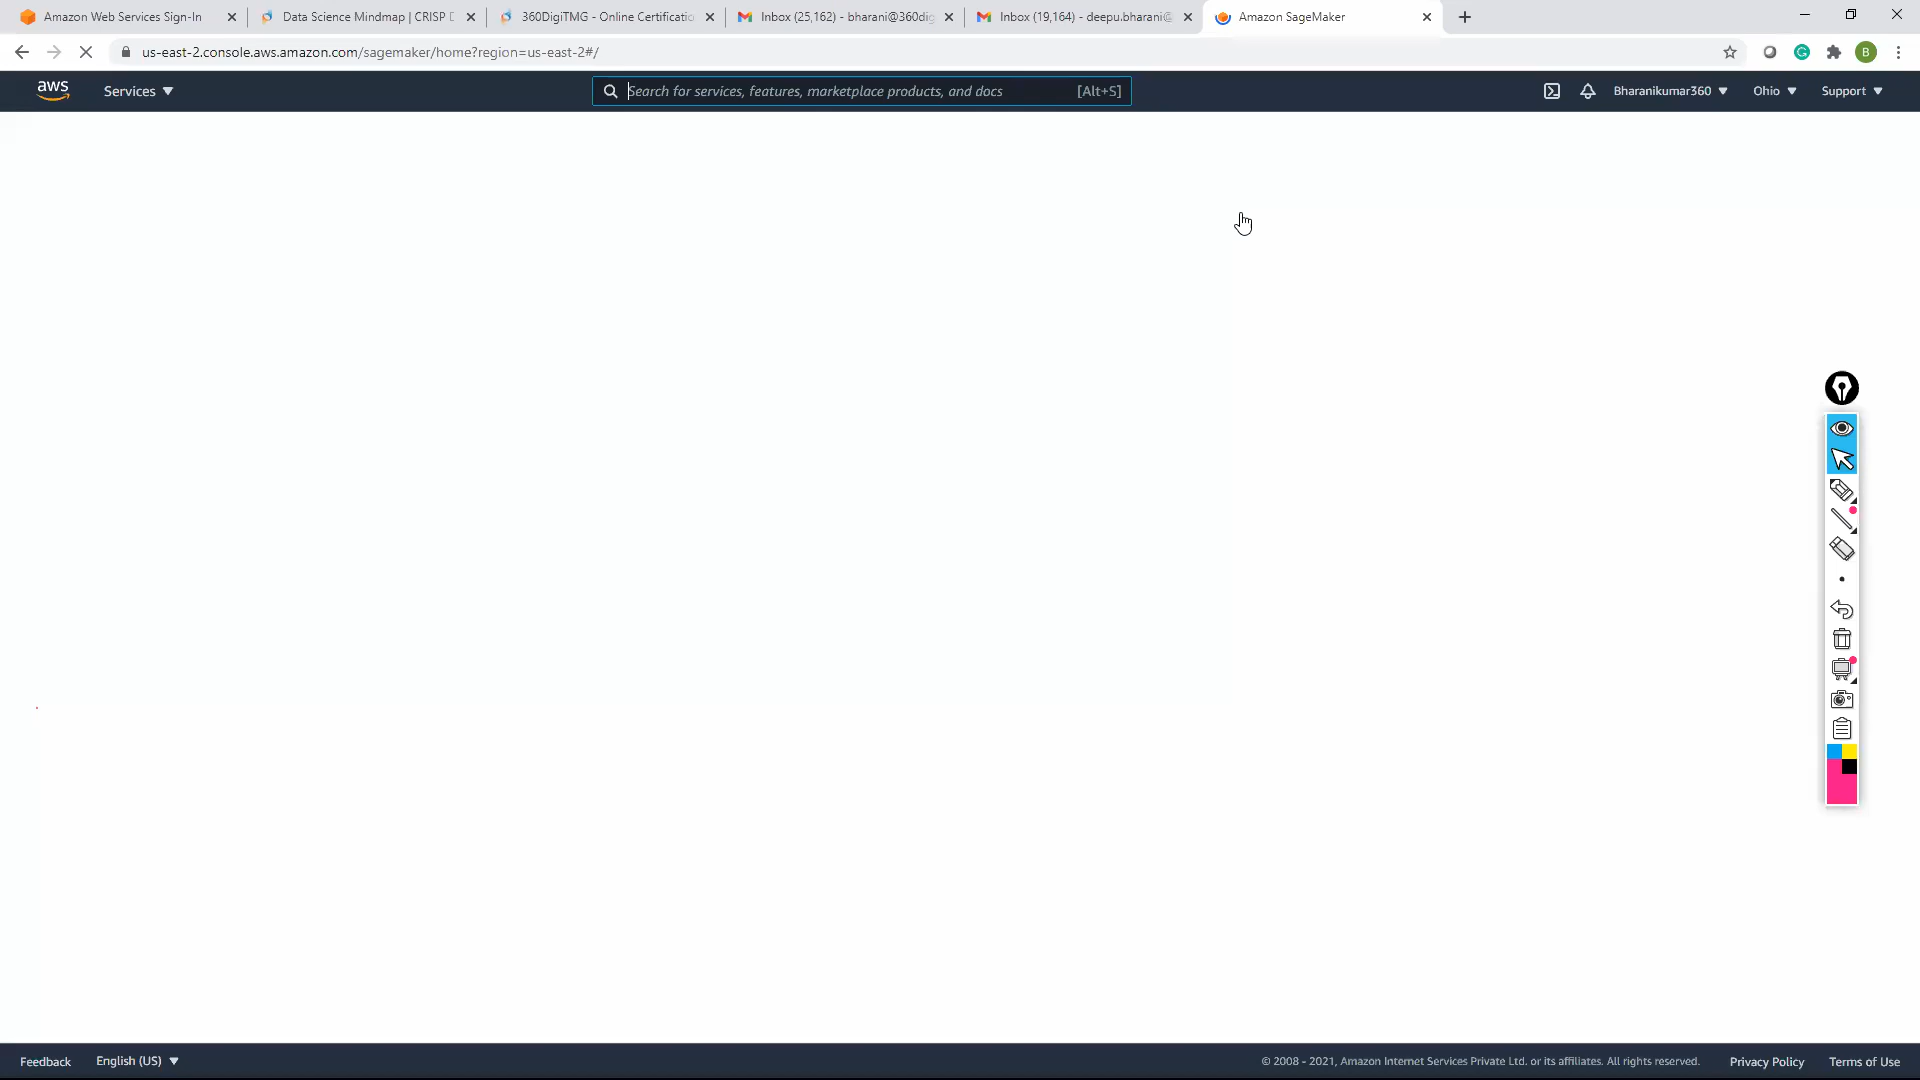 Amazon Web Services Sign-In
Data Science Mindmap | CRISP
360DigiTMG - Online Certificatio
Inbox (25,162) - bharani@360dig
Inbox (19,164) - deepu.bharani@
Amazon SageMaker
us-east-2.console.aws.amazon.com/sagemaker/home?region=us-east-2#/
B
aws
Services
Search for services, features, marketplace products, and docs
[Alt+S]
Bharanikumar360
Ohio
Support
Feedback
English (US)
© 2008 - 2021, Amazon Internet Services Private Ltd. or its affiliates. All rights reserved.
Privacy Policy
Terms of Use